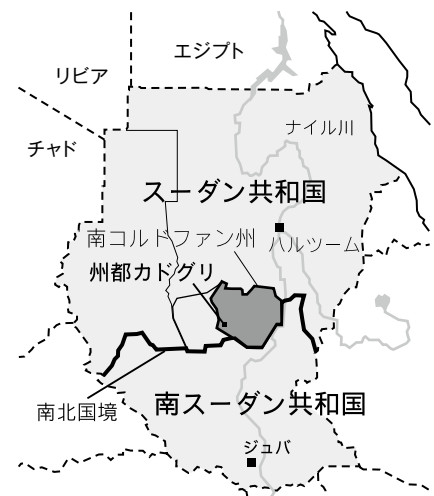 エジプト
リビア
ナイル川
チャド
スーダン共和国
南コルドファン州
ハルツーム
州都カドグリ
南北国境
南スーダン共和国
ジュバ